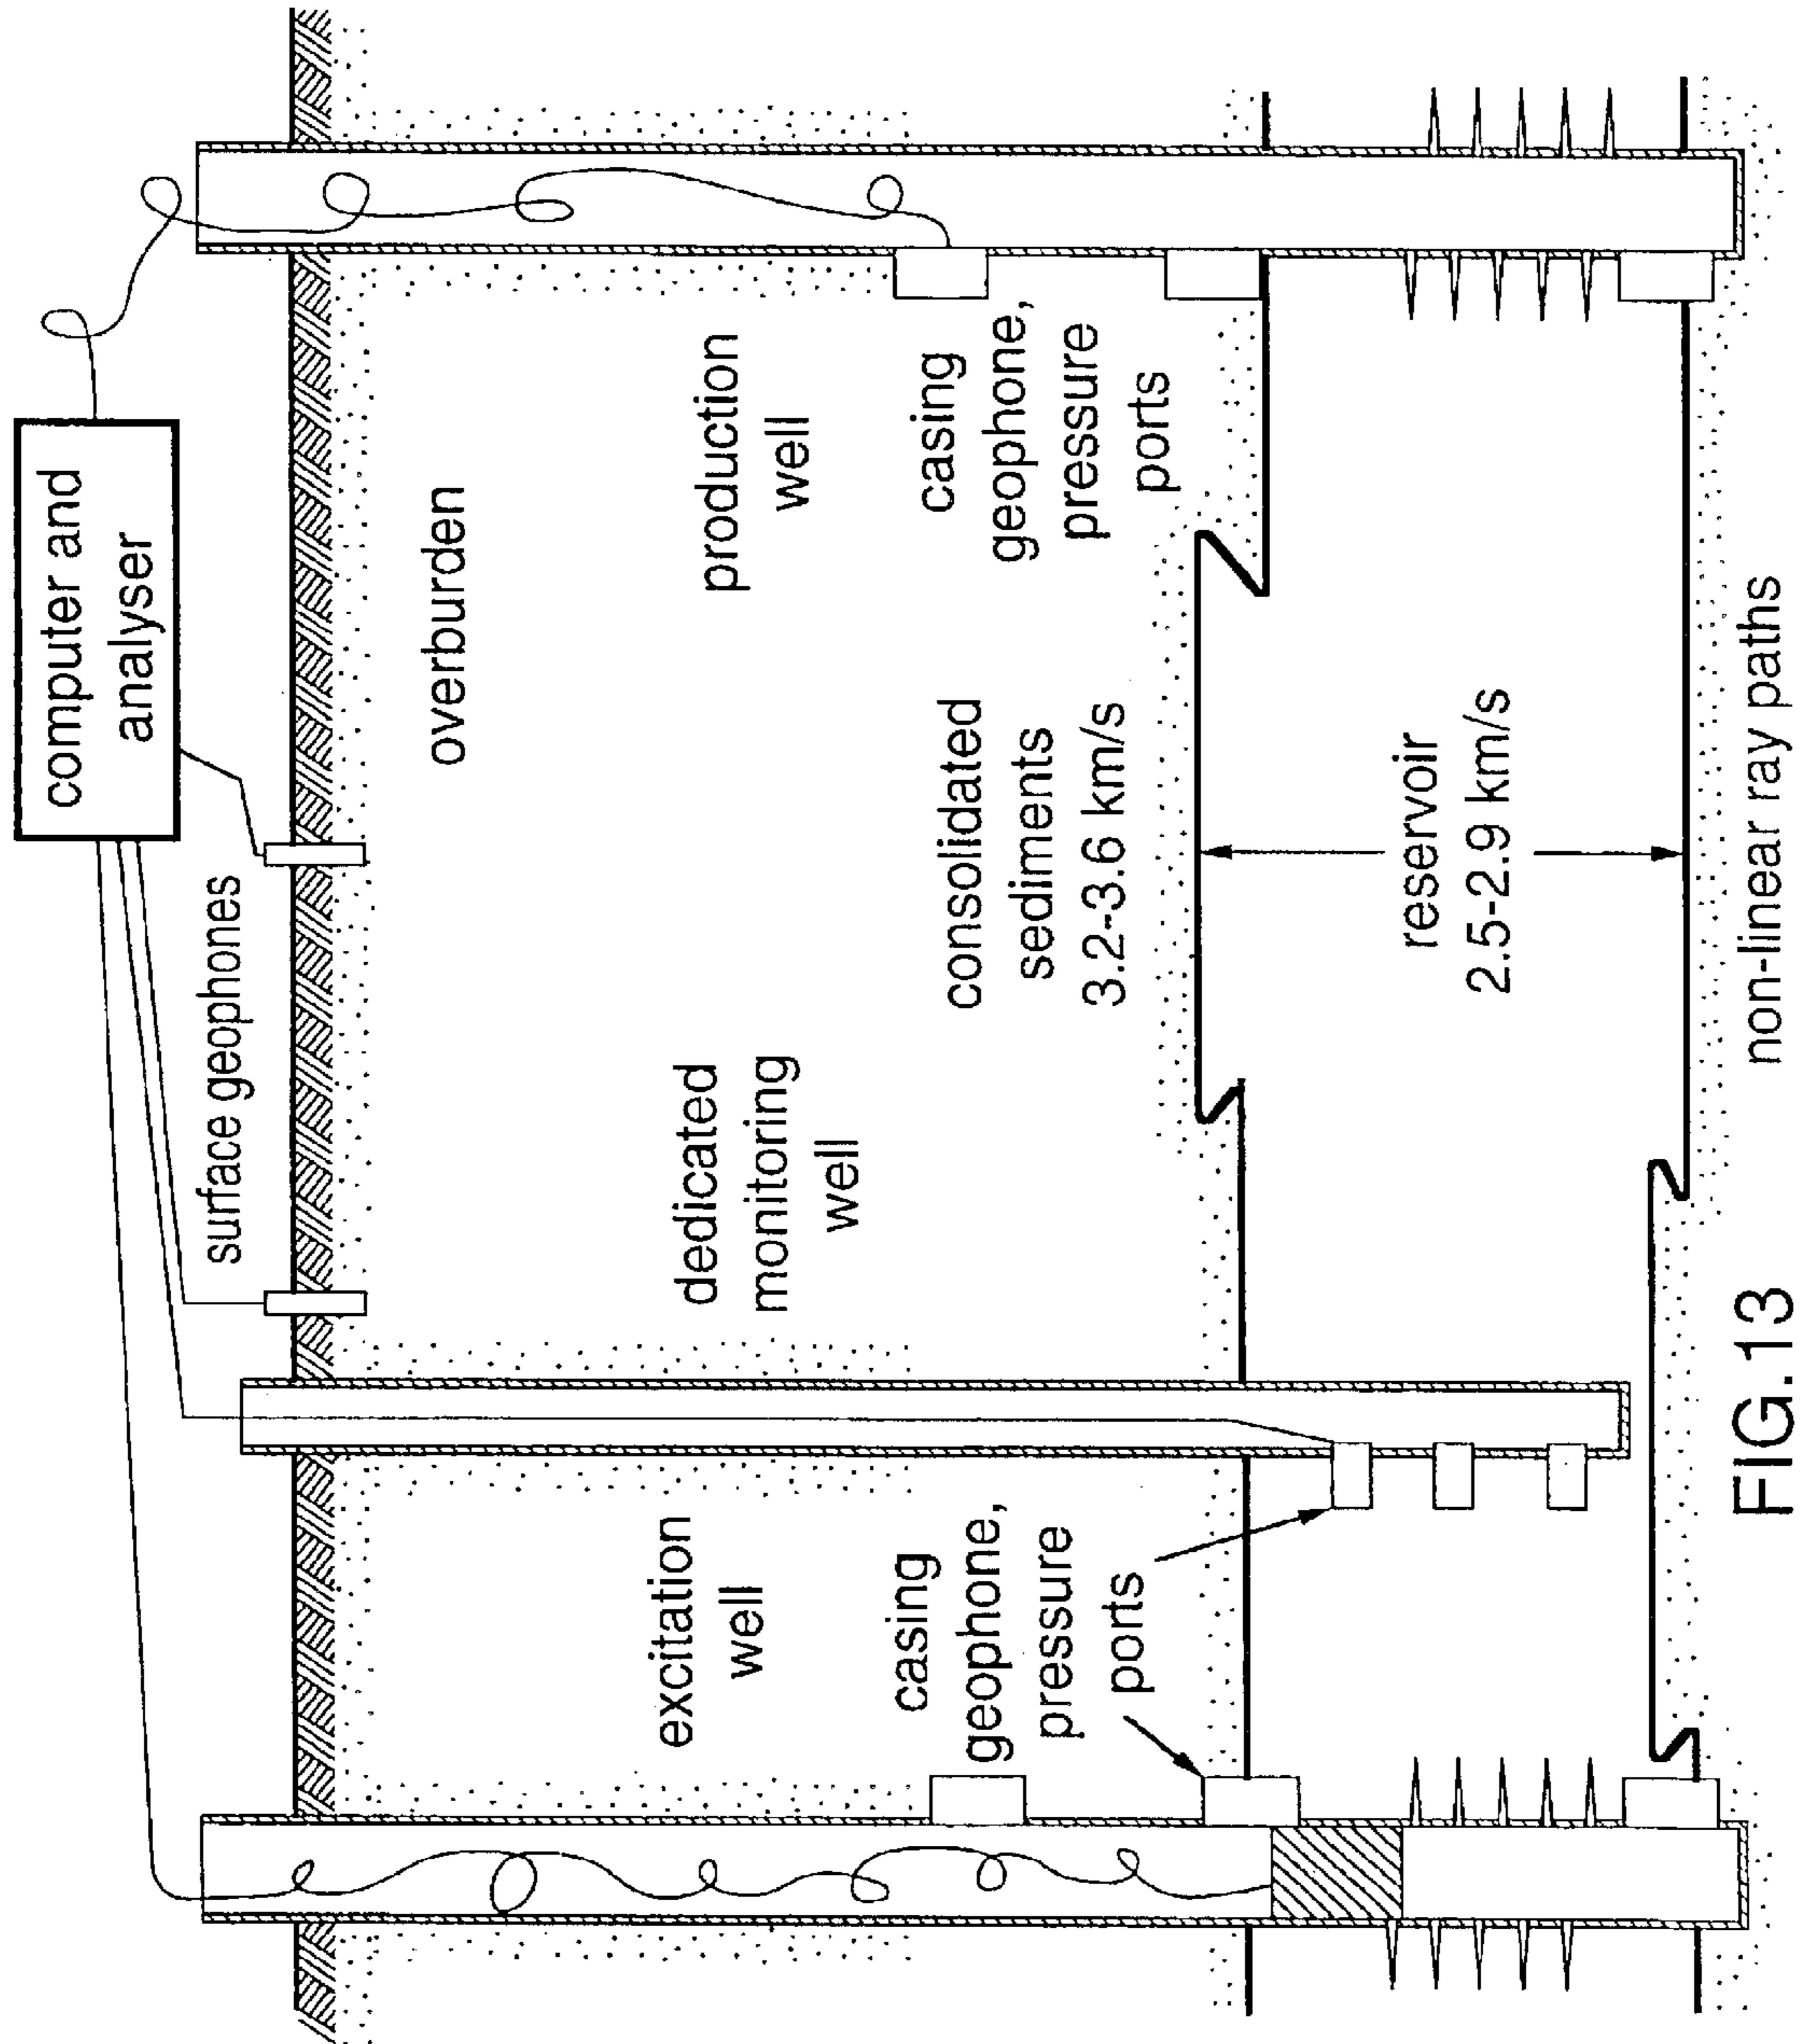 computer and
analyser
surface geophones
overburden
excitation
well
dedicated
monitoring
well
production
well
casing
geophone,
pressure
ports
consolidated
sediments
3.2-3.6 km/s
casing
geophone,
pressure
ports
reservoir
2.5-2.9 km/s
non-linear ray paths
FIG.13